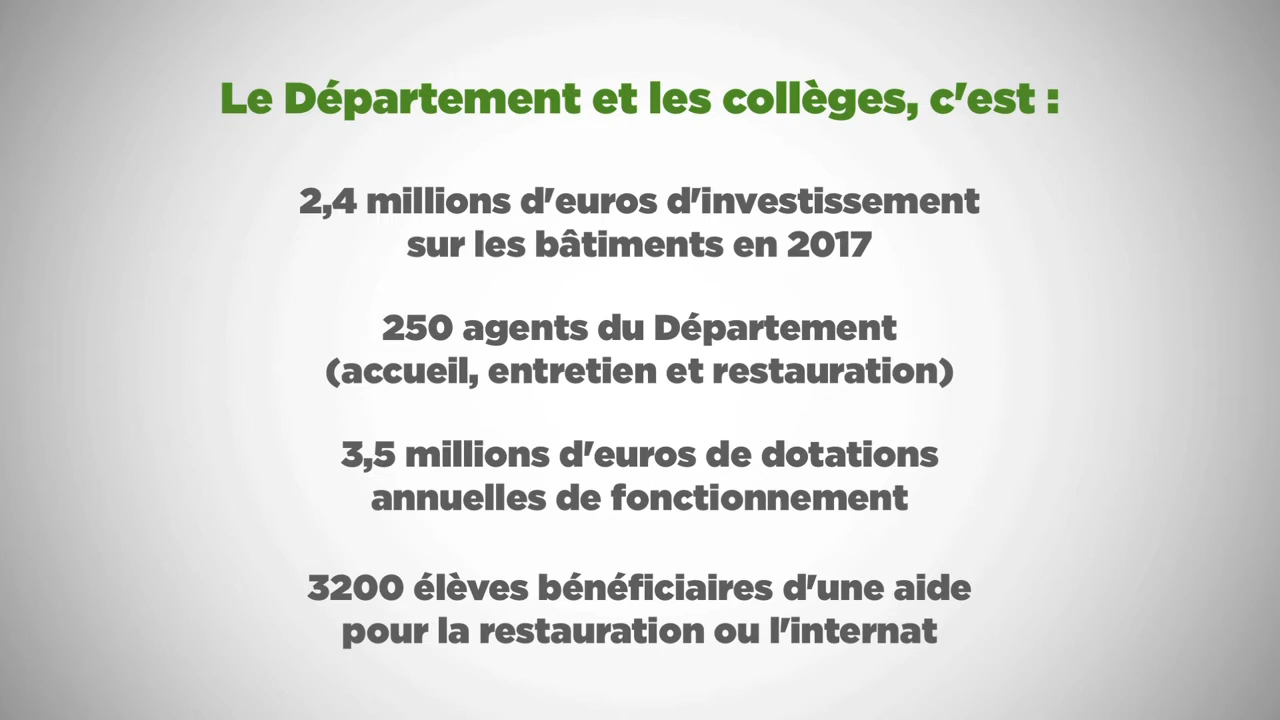 Le Département et les collèges, c'est :
2,4 millions d'euros d'investissement
sur les bâtiments en 2017
250 agents du Département
(accueil, entretien et restauration)
3,5 millions d'euros de dotations
annuelles de fonctionnement
3200 élèves bénéficiaires d'une aide
pour la restauration ou l'internat